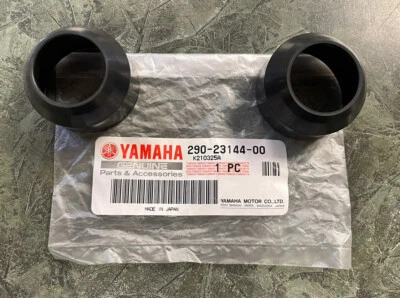 YAMAHA 290-23144-00
K210325A
GENUINE 1 PC
Parts & Accessories
MADE IN JAPAN YAMAHA MOTOR CO.,LTD.